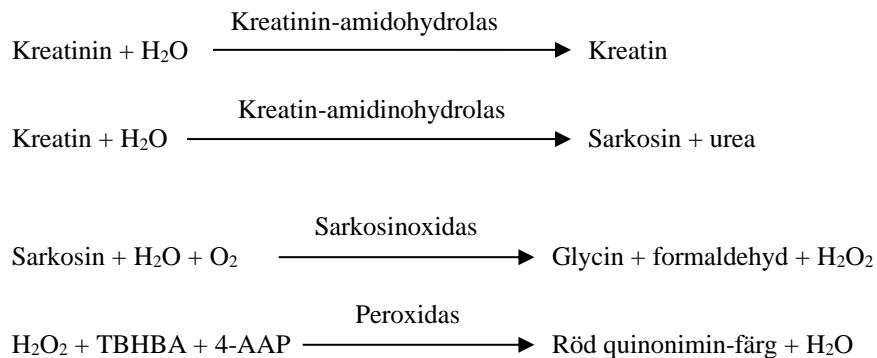 Kreatinin-amidohydrolas
Kreatinin + H₂O Kreatin
Kreatin-amidinohydrolas
Kreatin + H₂O Sarkosin + urea
Sarkosinoxidas
Sarkosin + H₂O + O₂ Glycin + formaldehyd + H₂O₂
Peroxidas
H₂O₂ + TBHBA + 4-AAP Röd quinonimin-färg + H₂O